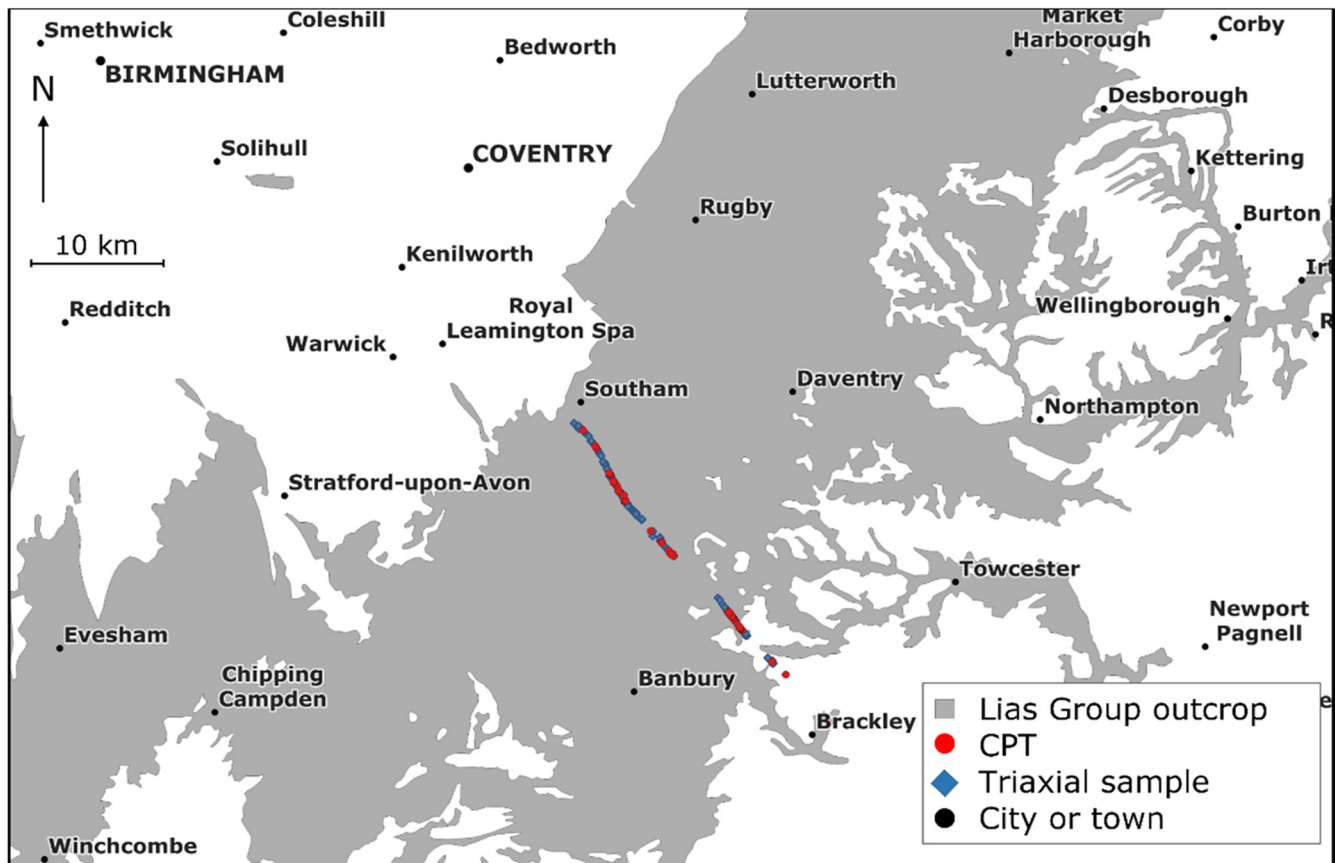 Smethwick
Coleshill
BIRMINGHAM
Bedworth
Market
Harborough
Corby
N
Lutterworth
Desborough
Solihull
COVENTRY
Kettering
Rugby
Burton
10 km
Kenilworth
Irt
Redditch
Royal
Leamington Spa
Wellingborough
R
Warwick
Southam
Daventry
Northampton
Stratford-upon-Avon
Towcester
Newport
Pagnell
Evesham
Chipping
Campden
Banbury
Brackley
Lias Group outcrop
e
CPT
Triaxial sample
City or town
Winchcombe